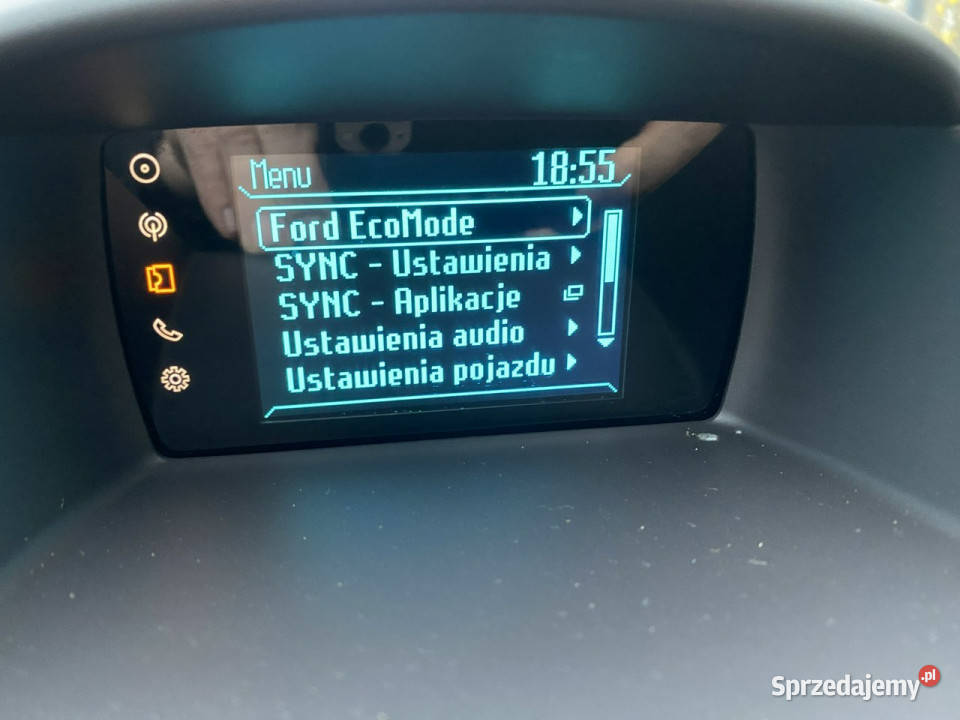 Menu 18:55
Ford EcoMode
SYNC - Ustawienia
SYNC - Aplikacje
Ustawienia audio
Ustawienia pojazdu
Sprzedajemy.pl